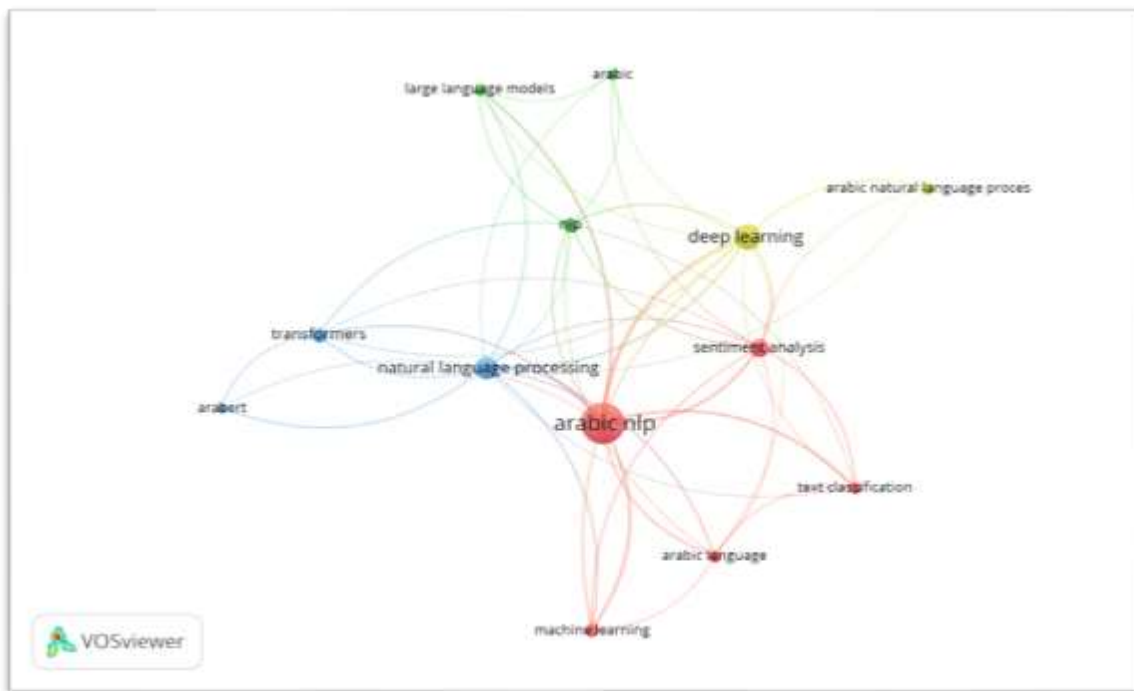 arabic
large language models
arabic natural language proces
nlp
deep learning
transformers
sentiment analysis
natural language processing
arabert
arabic nlp
text classification
arabic language
machine learning
VOSviewer